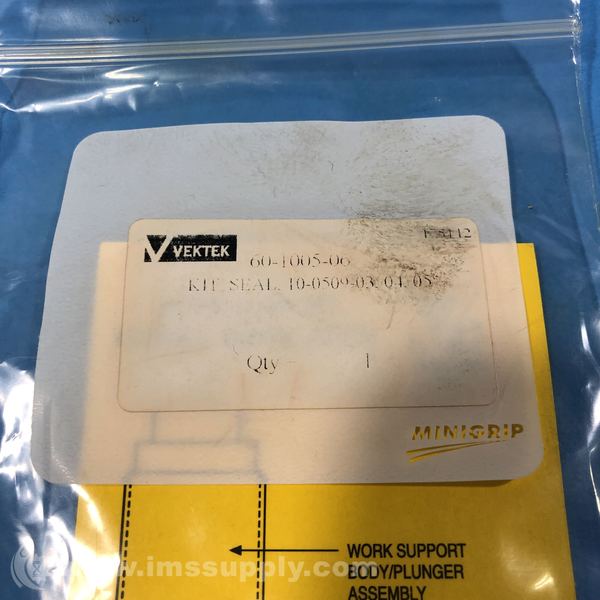 VEKTEK
60-1005-06
KIT, SEAL, 10-0509-03, 04, 05
Qty - 1
MINIGRIP
WORK SUPPORT
BODY/PLUNGER
ASSEMBLY
www.imssupply.com